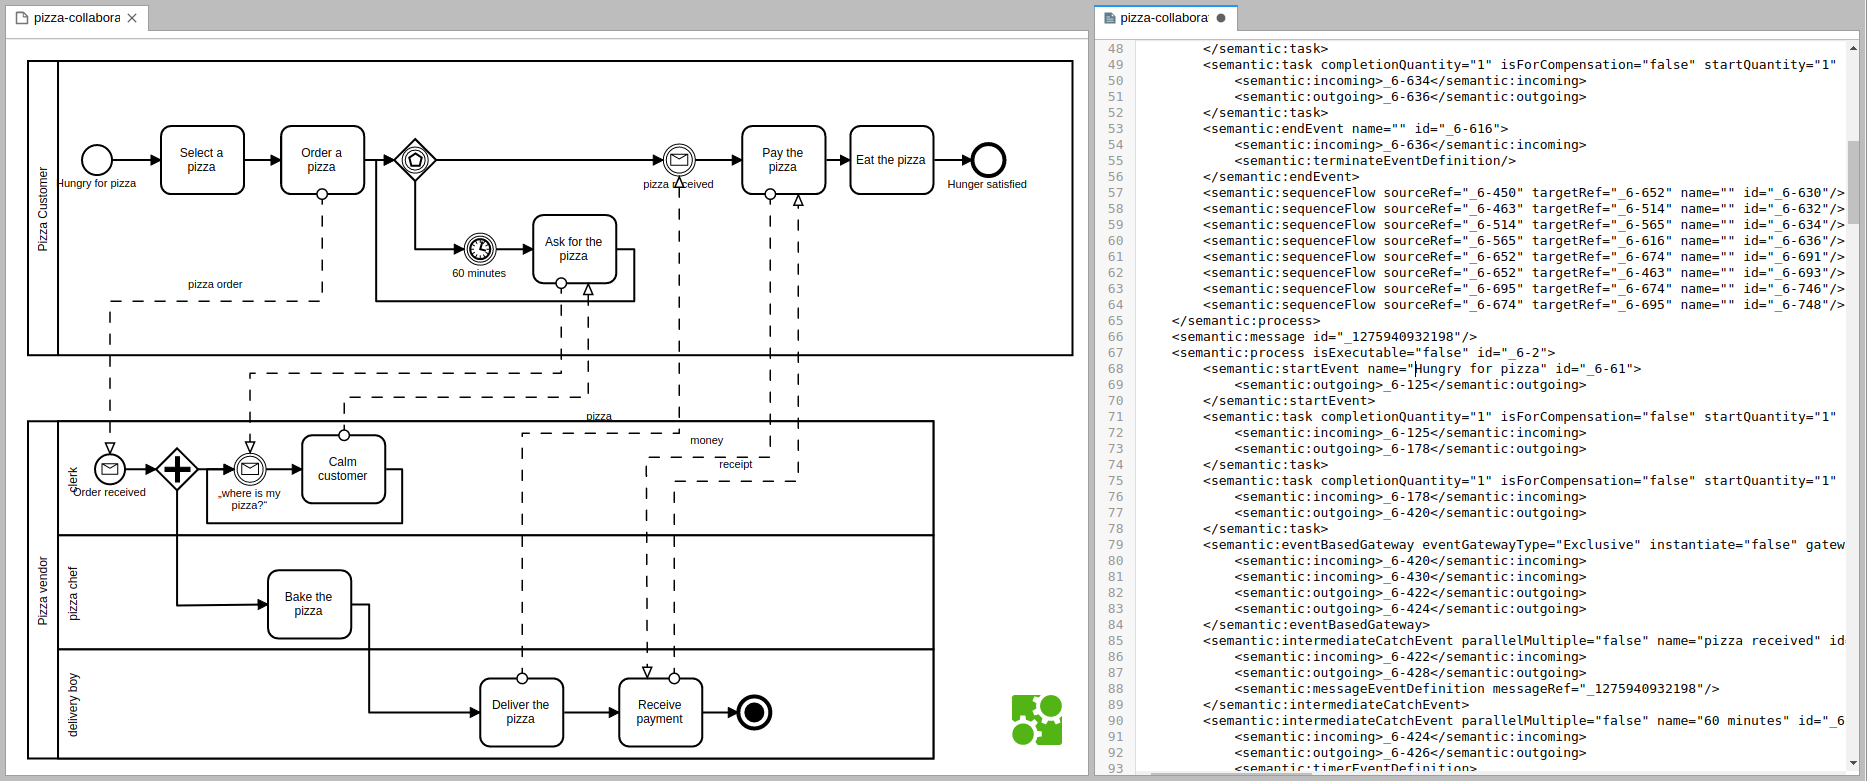 pizza-collabora
Pizza Customer
Hungry for pizza
Select a
pizza
Order a
pizza
pizza received
Pay the
pizza
Eat the pizza
Hunger satisfied
60 minutes
Ask for the
pizza
pizza order
pizza
money
receipt
Pizza vendor
clerk
Order received
„where is my
pizza?“
Calm
customer
pizza chef
Bake the
pizza
delivery boy
Deliver the
pizza
Receive
payment
pizza-collabora
48 </semantic:task>
49 <semantic:task completionQuantity="1" isForCompensation="false" startQuantity="1"
50 <semantic:incoming>_6-634</semantic:incoming>
51 <semantic:outgoing>_6-636</semantic:outgoing>
52 </semantic:task>
53 <semantic:endEvent name="" id="_6-616">
54 <semantic:incoming>_6-636</semantic:incoming>
55 <semantic:terminateEventDefinition/>
56 </semantic:endEvent>
57 <semantic:sequenceFlow sourceRef="_6-450" targetRef="_6-652" name="" id="_6-630"/>
58 <semantic:sequenceFlow sourceRef="_6-463" targetRef="_6-514" name="" id="_6-632"/>
59 <semantic:sequenceFlow sourceRef="_6-514" targetRef="_6-565" name="" id="_6-634"/>
60 <semantic:sequenceFlow sourceRef="_6-565" targetRef="_6-616" name="" id="_6-636"/>
61 <semantic:sequenceFlow sourceRef="_6-652" targetRef="_6-674" name="" id="_6-691"/>
62 <semantic:sequenceFlow sourceRef="_6-652" targetRef="_6-463" name="" id="_6-693"/>
63 <semantic:sequenceFlow sourceRef="_6-695" targetRef="_6-674" name="" id="_6-746"/>
64 <semantic:sequenceFlow sourceRef="_6-674" targetRef="_6-695" name="" id="_6-748"/>
65 </semantic:process>
66 <semantic:message id="_1275940932198"/>
67 <semantic:process isExecutable="false" id="_6-2">
68 <semantic:startEvent name="Hungry for pizza" id="_6-61">
69 <semantic:outgoing>_6-125</semantic:outgoing>
70 </semantic:startEvent>
71 <semantic:task completionQuantity="1" isForCompensation="false" startQuantity="1"
72 <semantic:incoming>_6-125</semantic:incoming>
73 <semantic:outgoing>_6-178</semantic:outgoing>
74 </semantic:task>
75 <semantic:task completionQuantity="1" isForCompensation="false" startQuantity="1"
76 <semantic:incoming>_6-178</semantic:incoming>
77 <semantic:outgoing>_6-420</semantic:outgoing>
78 </semantic:task>
79 <semantic:eventBasedGateway eventGatewayType="Exclusive" instantiate="false" gatew
80 <semantic:incoming>_6-420</semantic:incoming>
81 <semantic:incoming>_6-430</semantic:incoming>
82 <semantic:outgoing>_6-422</semantic:outgoing>
83 <semantic:outgoing>_6-424</semantic:outgoing>
84 </semantic:eventBasedGateway>
85 <semantic:intermediateCatchEvent parallelMultiple="false" name="pizza received" id
86 <semantic:incoming>_6-422</semantic:incoming>
87 <semantic:outgoing>_6-428</semantic:outgoing>
88 <semantic:messageEventDefinition messageRef="_1275940932198"/>
89 </semantic:intermediateCatchEvent>
90 <semantic:intermediateCatchEvent parallelMultiple="false" name="60 minutes" id="_6
91 <semantic:incoming>_6-424</semantic:incoming>
92 <semantic:outgoing>_6-426</semantic:outgoing>
93 <semantic:timerEventDefinition>